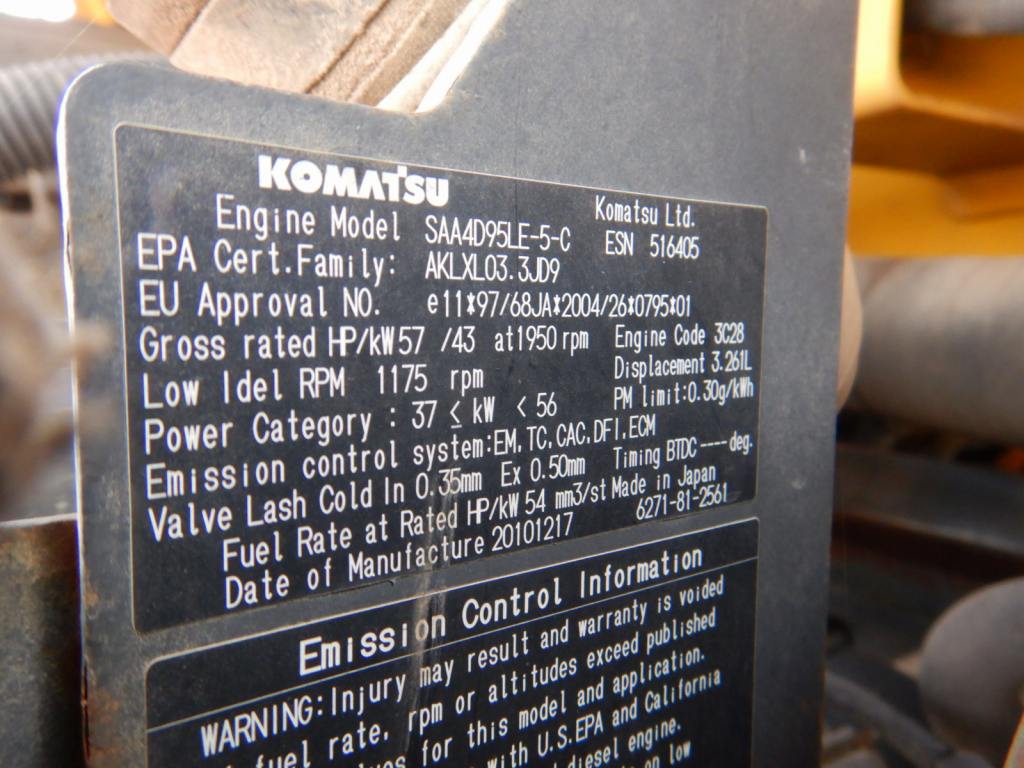 KOMATSU
Komatsu Ltd.
Engine Model SAA4D95LE-5-C ESN 516405
EPA Cert.Family: AKLXL03.3JD9
EU Approval NO. e11*97/68JA*2004/26*0795*01
Gross rated HP/kW 57 /43 at 1950 rpm Engine Code 3C28
Low Idel RPM 1175 rpm Displacement 3.261L
Power Category : 37 ≤ kW < 56 PM limit:0.30g/kWh
Emission control system:EM,TC,CAC,DFI,ECM
Valve Lash Cold In 0.35mm Ex 0.50mm Timing BTDC ---- deg.
Fuel Rate at Rated HP/kW 54 mm3/st Made in Japan
Date of Manufacture 20101217 6271-81-2561
Emission Control Information
WARNING:Injury may result and warranty is voided
fuel rate, rpm or altitudes exceed published
for this model and application.
with U.S.EPA and California
diesel engine.
on low